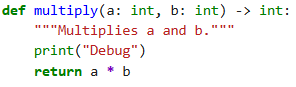 def multiply(a: int, b: int) -> int:
    """Multiplies a and b."""
    print("Debug")
    return a * b